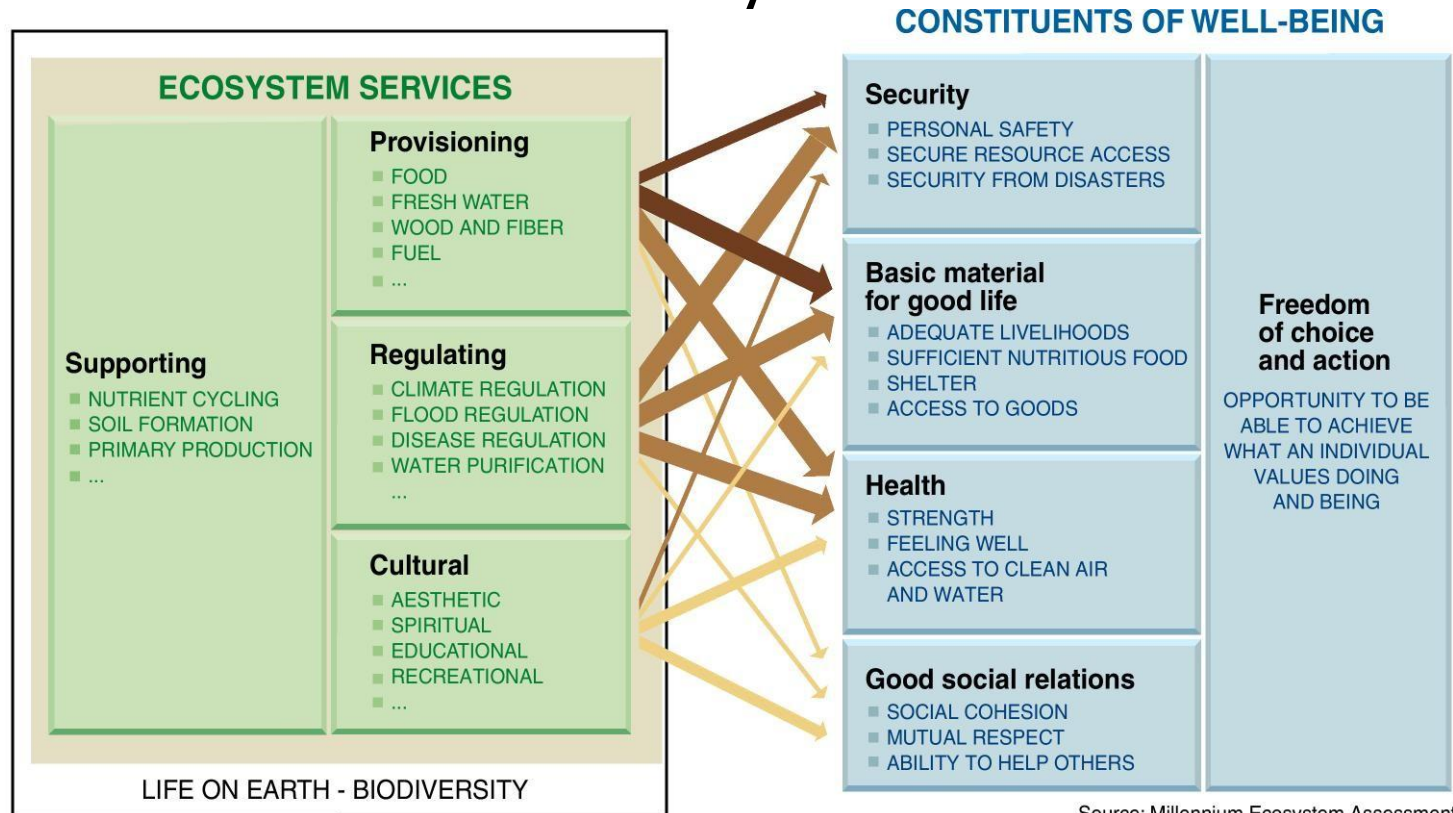 CONSTITUENTS OF WELL-BEING
ECOSYSTEM SERVICES
Supporting
NUTRIENT CYCLING
SOIL FORMATION
PRIMARY PRODUCTION
...
Provisioning
FOOD
FRESH WATER
WOOD AND FIBER
FUEL
...
Regulating
CLIMATE REGULATION
FLOOD REGULATION
DISEASE REGULATION
WATER PURIFICATION
...
Cultural
AESTHETIC
SPIRITUAL
EDUCATIONAL
RECREATIONAL
...
LIFE ON EARTH - BIODIVERSITY
Security
PERSONAL SAFETY
SECURE RESOURCE ACCESS
SECURITY FROM DISASTERS
Basic material
for good life
ADEQUATE LIVELIHOODS
SUFFICIENT NUTRITIOUS FOOD
SHELTER
ACCESS TO GOODS
Health
STRENGTH
FEELING WELL
ACCESS TO CLEAN AIR
AND WATER
Good social relations
SOCIAL COHESION
MUTUAL RESPECT
ABILITY TO HELP OTHERS
Freedom
of choice
and action
OPPORTUNITY TO BE
ABLE TO ACHIEVE
WHAT AN INDIVIDUAL
VALUES DOING
AND BEING
Source: Millennium Ecosystem Assessment